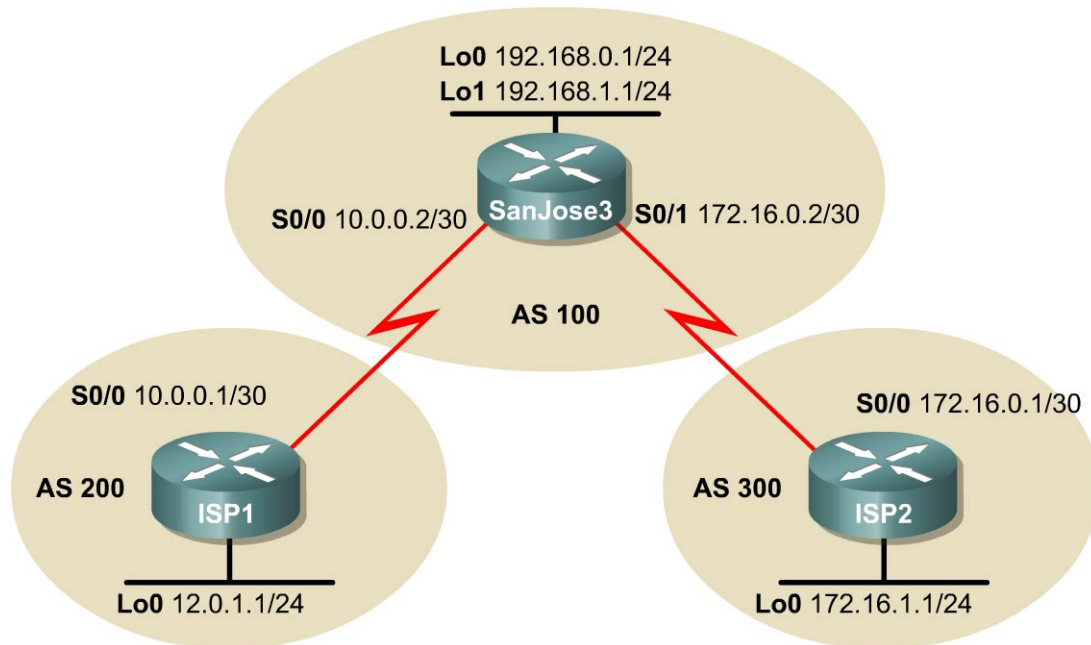 Lo0 192.168.0.1/24
Lo1 192.168.1.1/24
SanJose3
S0/0 10.0.0.2/30
S0/1 172.16.0.2/30
AS 100
S0/0 10.0.0.1/30
AS 200
ISP1
Lo0 12.0.1.1/24
S0/0 172.16.0.1/30
AS 300
ISP2
Lo0 172.16.1.1/24